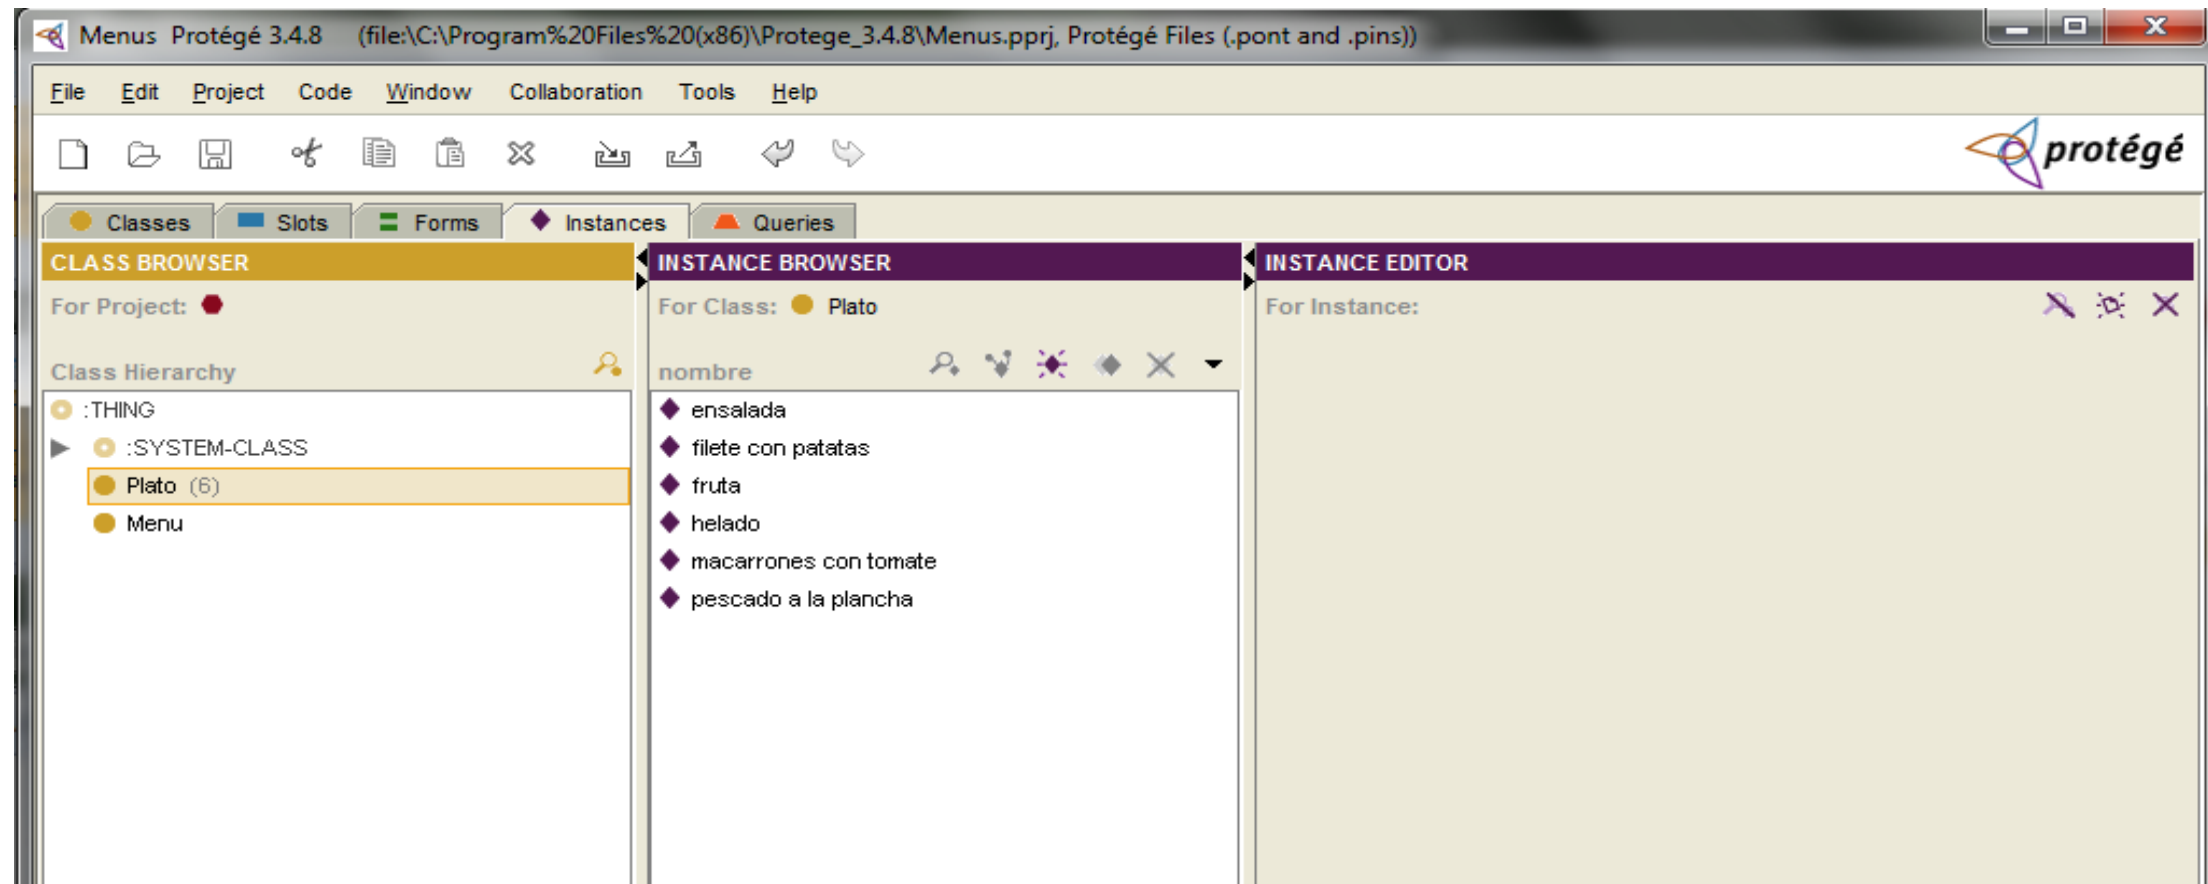 Menus Protégé 3.4.8 (file:\C:\Program%20Files%20(x86)\Protege_3.4.8\Menus.pprj, Protégé Files (.pont and .pins))
File Edit Project Code Window Collaboration Tools Help
protégé
Classes Slots Forms Instances Queries
CLASS BROWSER
For Project:
Class Hierarchy
:THING
:SYSTEM-CLASS
Plato (6)
Menu
INSTANCE BROWSER
For Class: Plato
nombre
ensalada
filete con patatas
fruta
helado
macarrones con tomate
pescado a la plancha
INSTANCE EDITOR
For Instance: